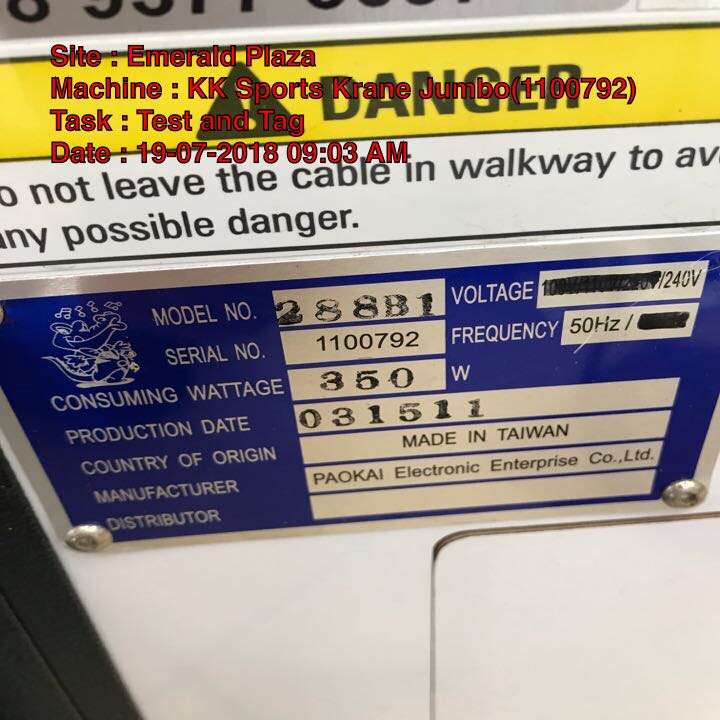 Site : Emerald Plaza
Machine : KK Sports Krane Jumbo(1100792)
Task : Test and Tag
Date : 19-07-2018 09:03 AM
DANGER
o not leave the cable in walkway to av
any possible danger.
MODEL NO. 288B1
VOLTAGE /240V
SERIAL NO. 1100792
FREQUENCY 50Hz /
CONSUMING WATTAGE 350 W
PRODUCTION DATE 031511
COUNTRY OF ORIGIN MADE IN TAIWAN
MANUFACTURER PAOKAI Electronic Enterprise Co.,Ltd.
DISTRIBUTOR